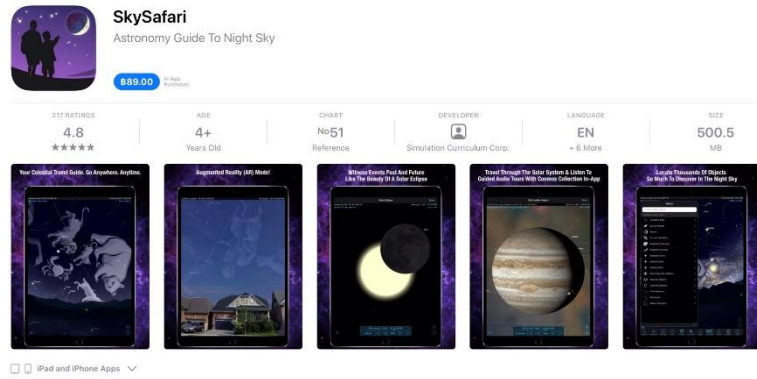 SkySafari
Astronomy Guide To Night Sky
฿89.00
In-App
Purchases
217 RATINGS
4.8
★★★★★
AGE
4+
Years Old
CHART
No51
Reference
DEVELOPER
Simulation Curriculum Corp.
LANGUAGE
EN
+ 6 More
SIZE
500.5
MB
Your Celestial Travel Guide. Go Anywhere. Anytime.
Augmented Reality (AR) Mode!
Witness Events Past And Future
Like The Beauty Of A Solar Eclipse
Travel Through The Solar System & Listen To
Guided Audio Tours With Cosmos Collection In-App
Locate Thousands Of Objects
So Much To Discover In The Night Sky
iPad and iPhone Apps